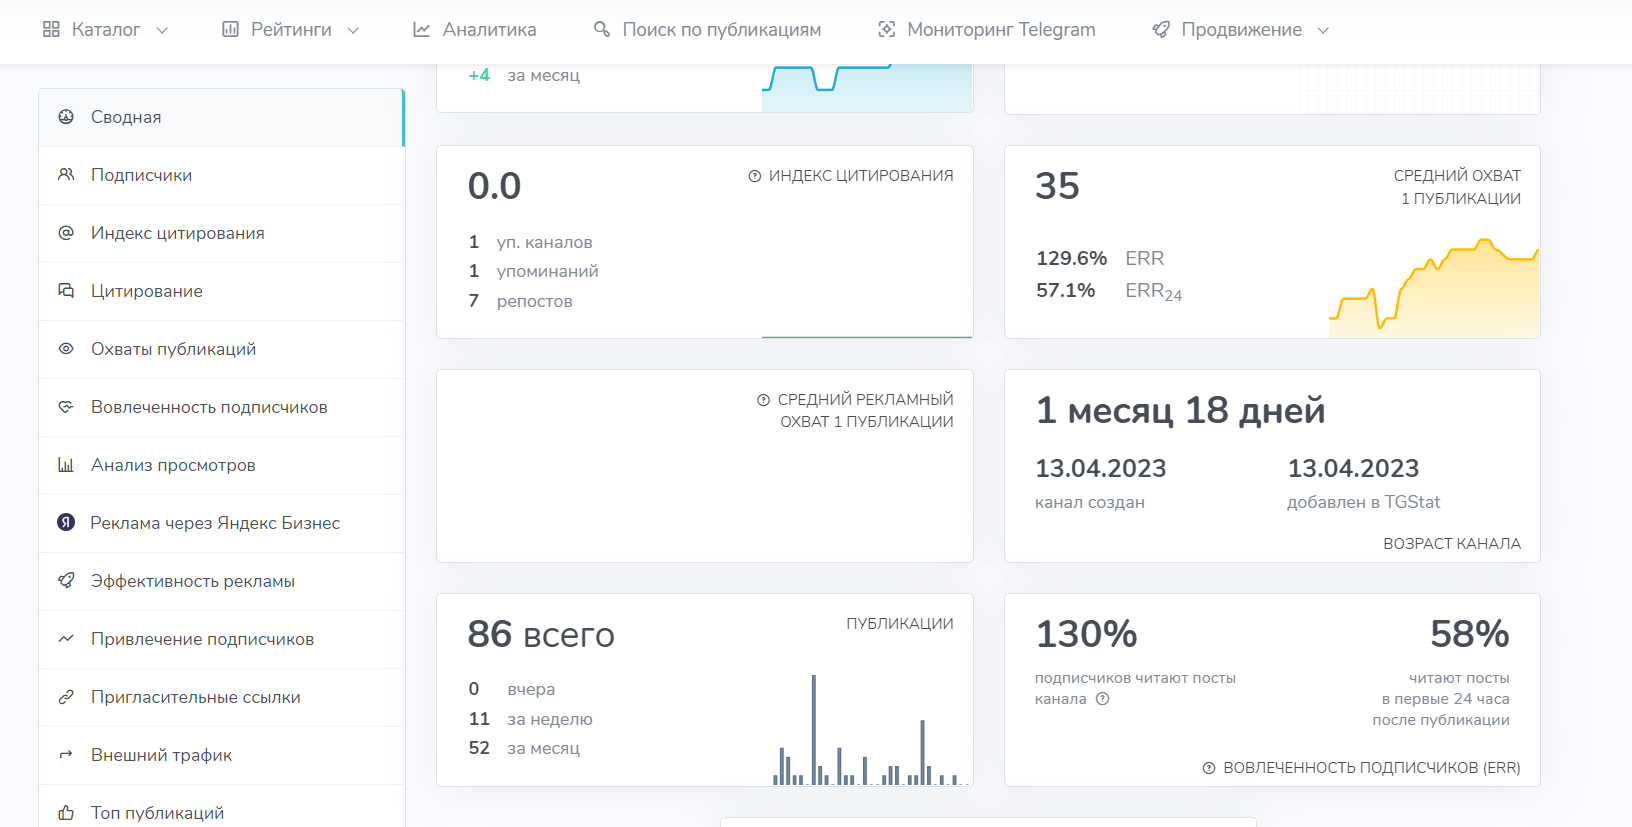 Каталог
Рейтинги
Аналитика
Поиск по публикациям
Мониторинг Telegram
Продвижение
Сводная
Подписчики
Индекс цитирования
Цитирование
Охваты публикаций
Вовлеченность подписчиков
Анализ просмотров
Я Реклама через Яндекс Бизнес
Эффективность рекламы
Привлечение подписчиков
Пригласительные ссылки
Внешний трафик
Топ публикаций
+4 за месяц
0.0
ИНДЕКС ЦИТИРОВАНИЯ
1 уп. каналов
1 упоминаний
7 репостов
35
СРЕДНИЙ ОХВАТ
1 ПУБЛИКАЦИИ
129.6% ERR
57.1% ERR24
СРЕДНИЙ РЕКЛАМНЫЙ
ОХВАТ 1 ПУБЛИКАЦИИ
1 месяц 18 дней
13.04.2023
канал создан
13.04.2023
добавлен в TGStat
ВОЗРАСТ КАНАЛА
86 всего
ПУБЛИКАЦИИ
0 вчера
11 за неделю
52 за месяц
130%
подписчиков читают посты
канала
58%
читают посты
в первые 24 часа
после публикации
ВОВЛЕЧЕННОСТЬ ПОДПИСЧИКОВ (ERR)